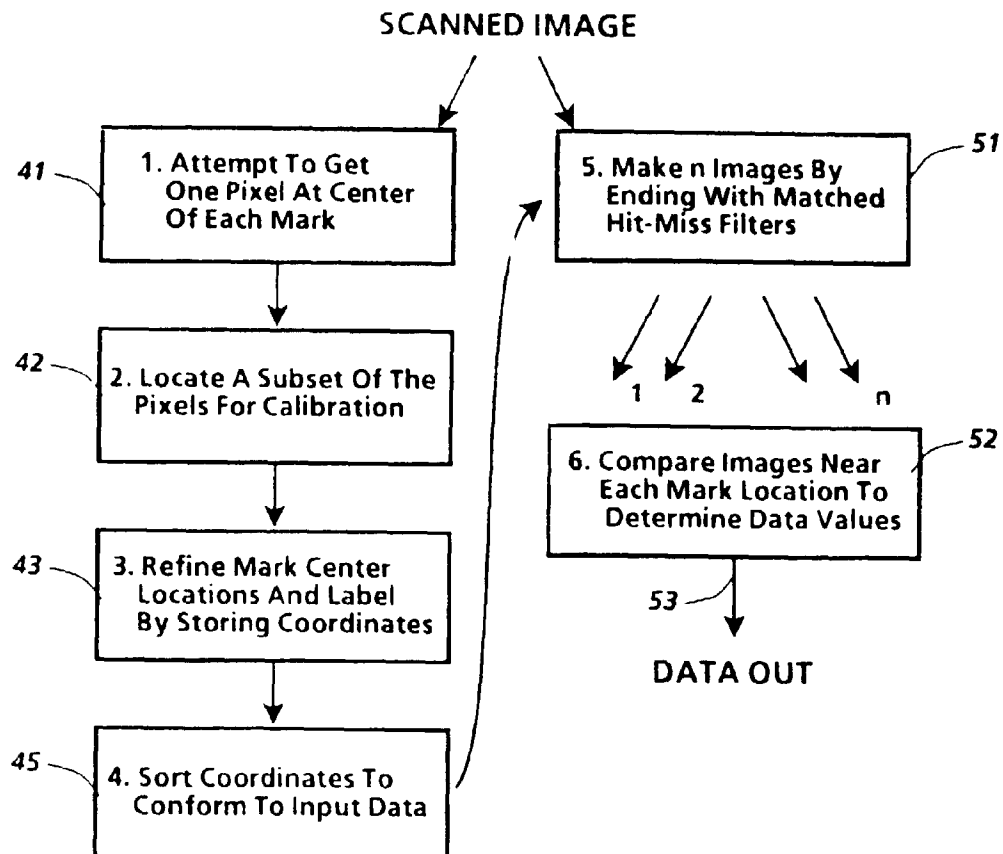 SCANNED IMAGE
41
1. Attempt To Get
One Pixel At Center
Of Each Mark
42
2. Locate A Subset Of The
Pixels For Calibration
43
3. Refine Mark Center
Locations And Label
By Storing Coordinates
45
4. Sort Coordinates To
Conform To Input Data
51
5. Make n Images By
Ending With Matched
Hit-Miss Filters
1 2 n
52
6. Compare Images Near
Each Mark Location To
Determine Data Values
53
DATA OUT